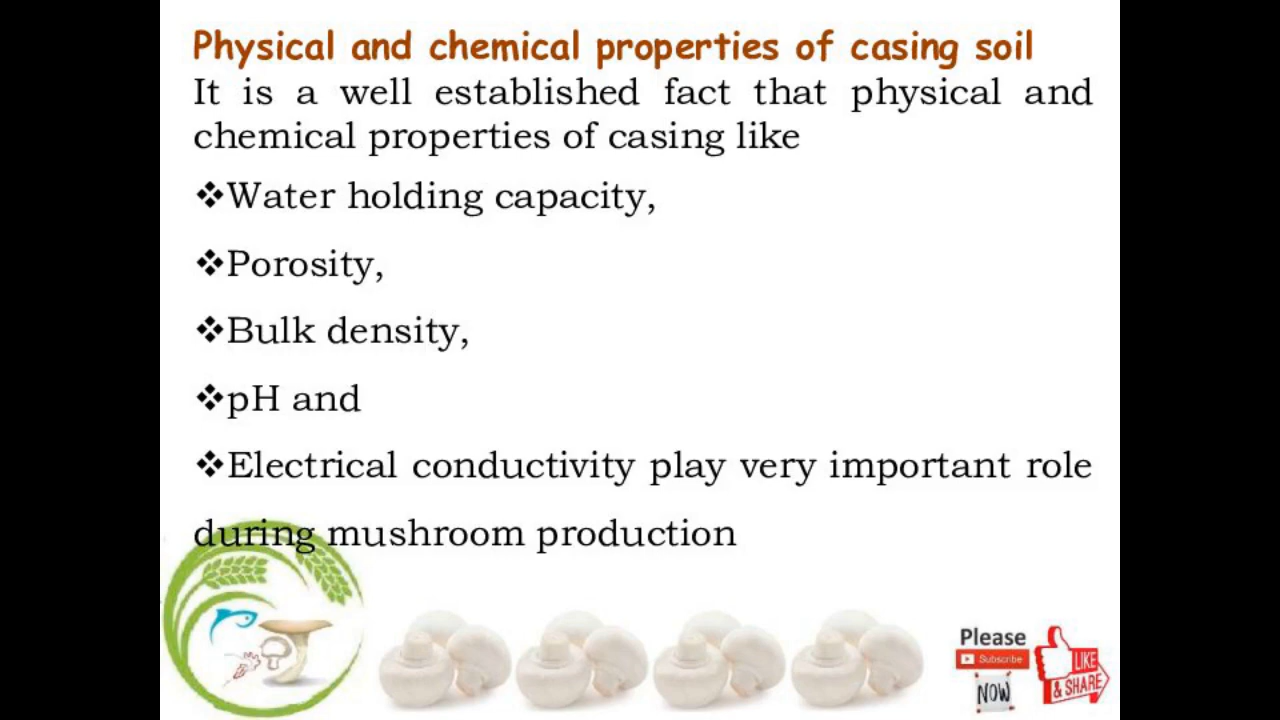 Physical and chemical properties of casing soil
It is a well established fact that physical and
chemical properties of casing like
❖Water holding capacity,
❖Porosity,
❖Bulk density,
❖pH and
❖Electrical conductivity play very important role
during mushroom production
Please
Subscribe
NOW
LIKE
& SHARE